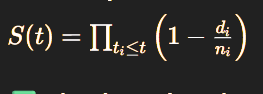 S(t) = ∏_{t_i≤t} (1 − d_i/n_i)